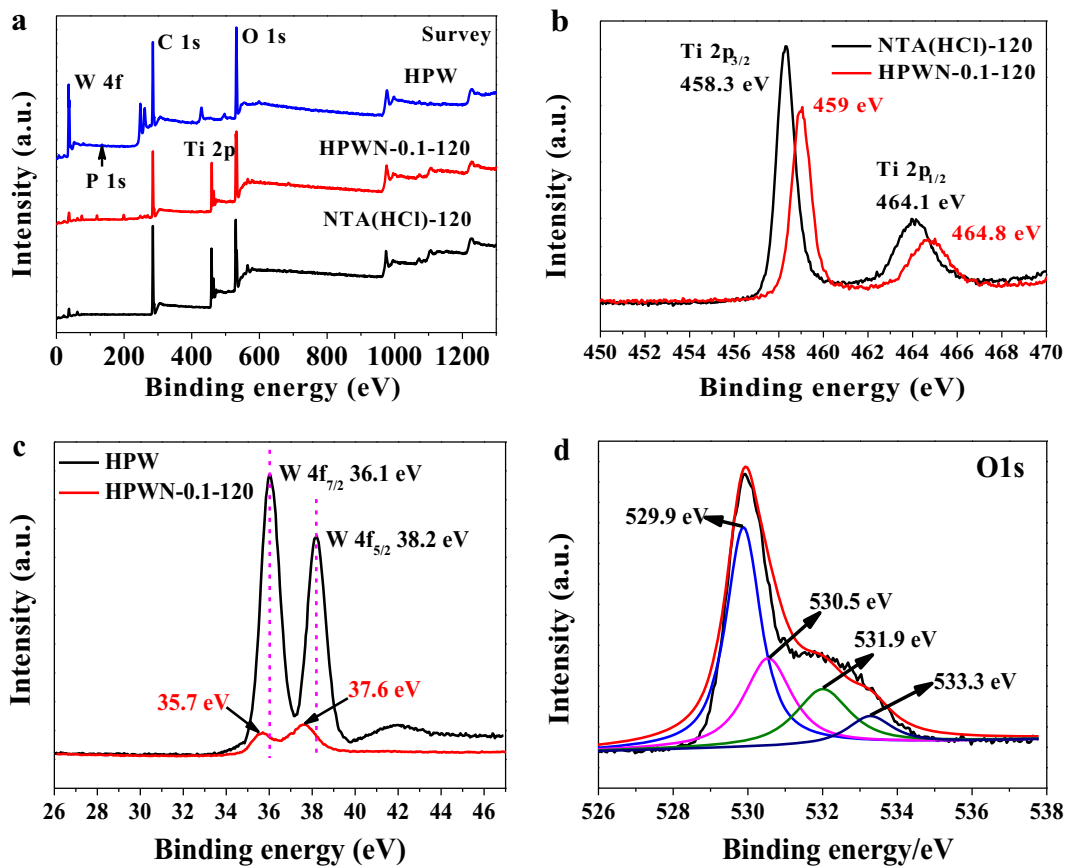 a
Survey
C 1s
O 1s
HPW
W 4f
P 1s
Ti 2p
HPWN-0.1-120
NTA(HCl)-120
Intensity (a.u.)
0 200 400 600 800 1000 1200
Binding energy (eV)
b
Ti 2p3/2
458.3 eV
NTA(HCl)-120
HPWN-0.1-120
459 eV
Ti 2p1/2
464.1 eV
464.8 eV
Intensity (a.u.)
450 452 454 456 458 460 462 464 466 468 470
Binding energy (eV)
c
HPW
HPWN-0.1-120
W 4f7/2 36.1 eV
W 4f5/2 38.2 eV
35.7 eV
37.6 eV
Intensity (a.u.)
26 28 30 32 34 36 38 40 42 44 46
Binding energy (eV)
d
O1s
529.9 eV
530.5 eV
531.9 eV
533.3 eV
Intensity (a.u.)
526 528 530 532 534 536 538
Binding energy/eV